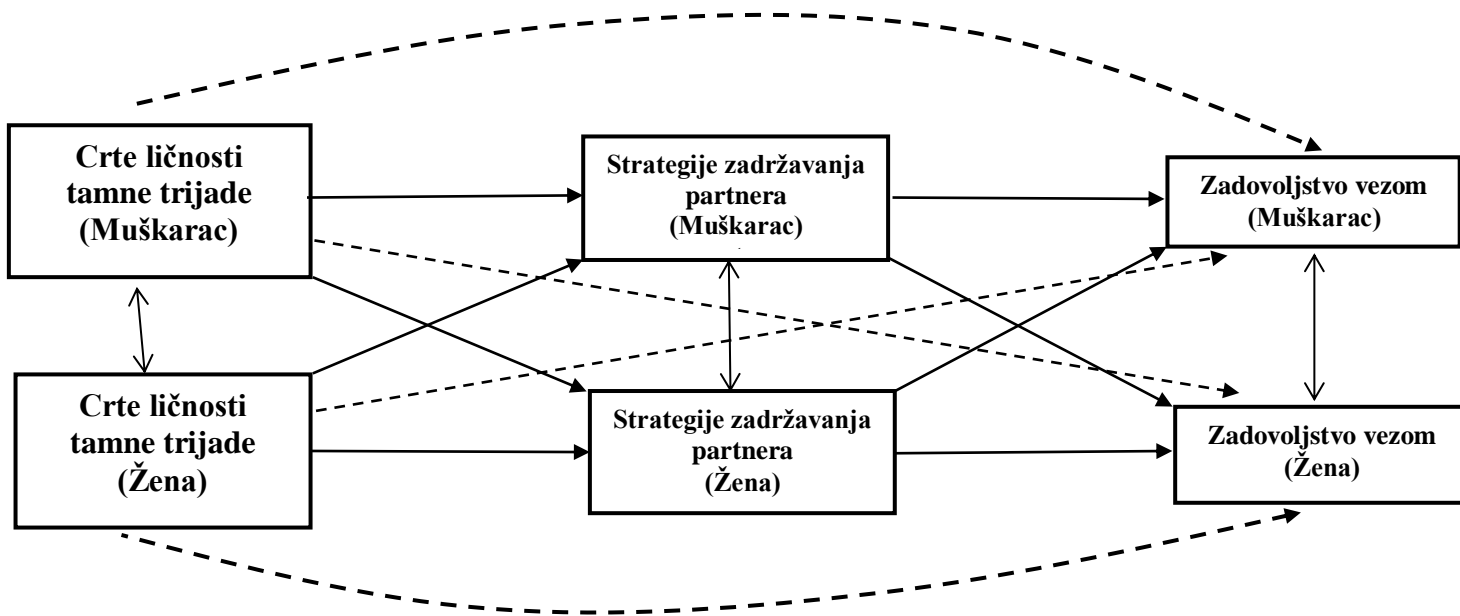 Crte ličnosti
tamne trijade
(Muškarac)
Strategije zadržavanja
partnera
(Muškarac)
Zadovoljstvo vezom
(Muškarac)
Crte ličnosti
tamne trijade
(Žena)
Strategije zadržavanja
partnera
(Žena)
Zadovoljstvo vezom
(Žena)